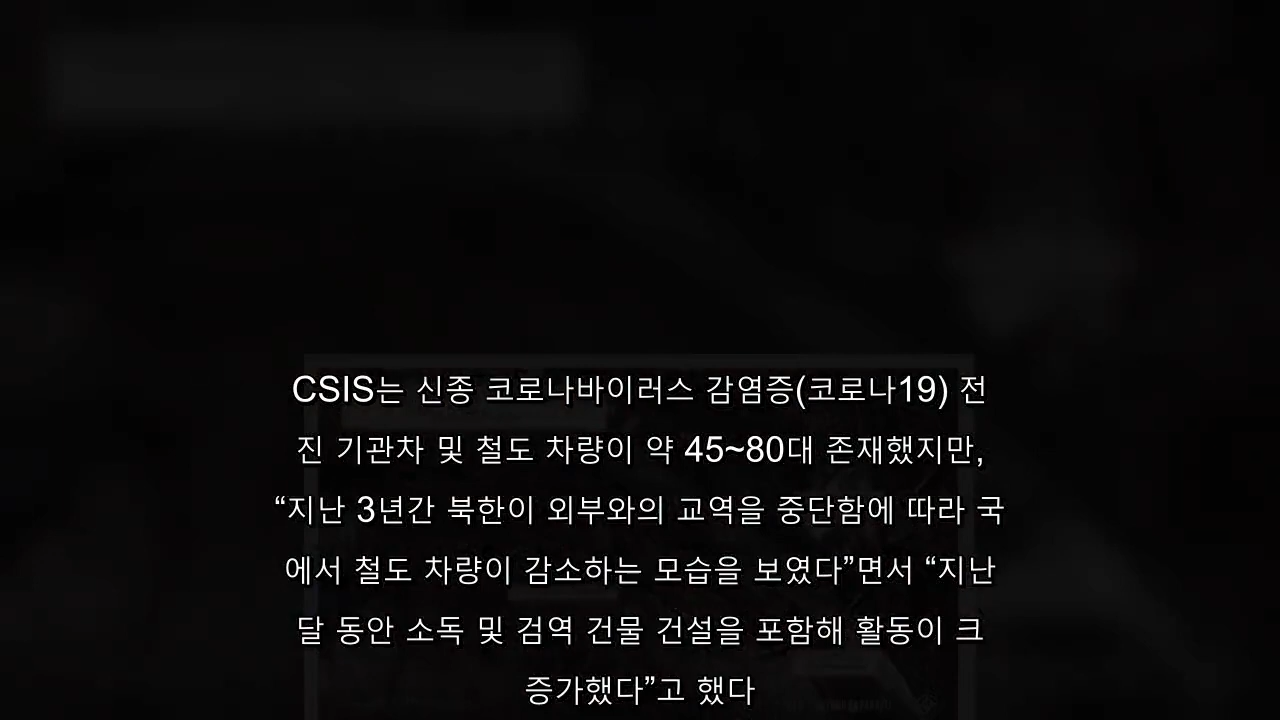 CSIS는 신종 코로나바이러스 감염증(코로나19) 전
진 기관차 및 철도 차량이 약 45~80대 존재했지만,
“지난 3년간 북한이 외부와의 교역을 중단함에 따라 국
에서 철도 차량이 감소하는 모습을 보였다”면서 “지난
달 동안 소독 및 검역 건물 건설을 포함해 활동이 크
증가했다”고 했다